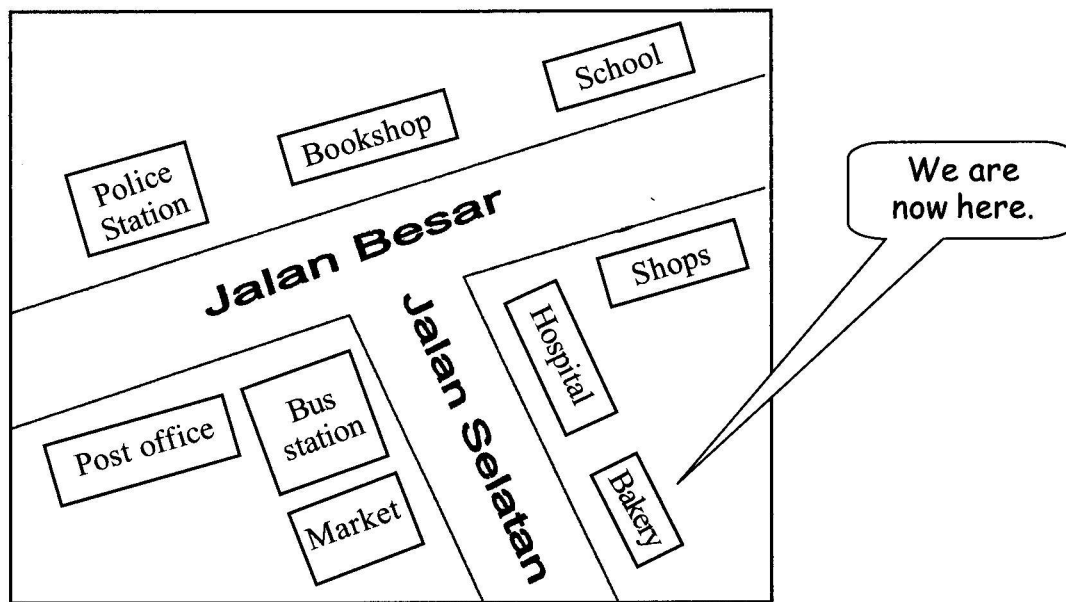 School
Bookshop
Police
Station
We are
now here.
Jalan Besar
Shops
Jalan Selatan
Hospital
Bus
station
Post office
Market
Bakery